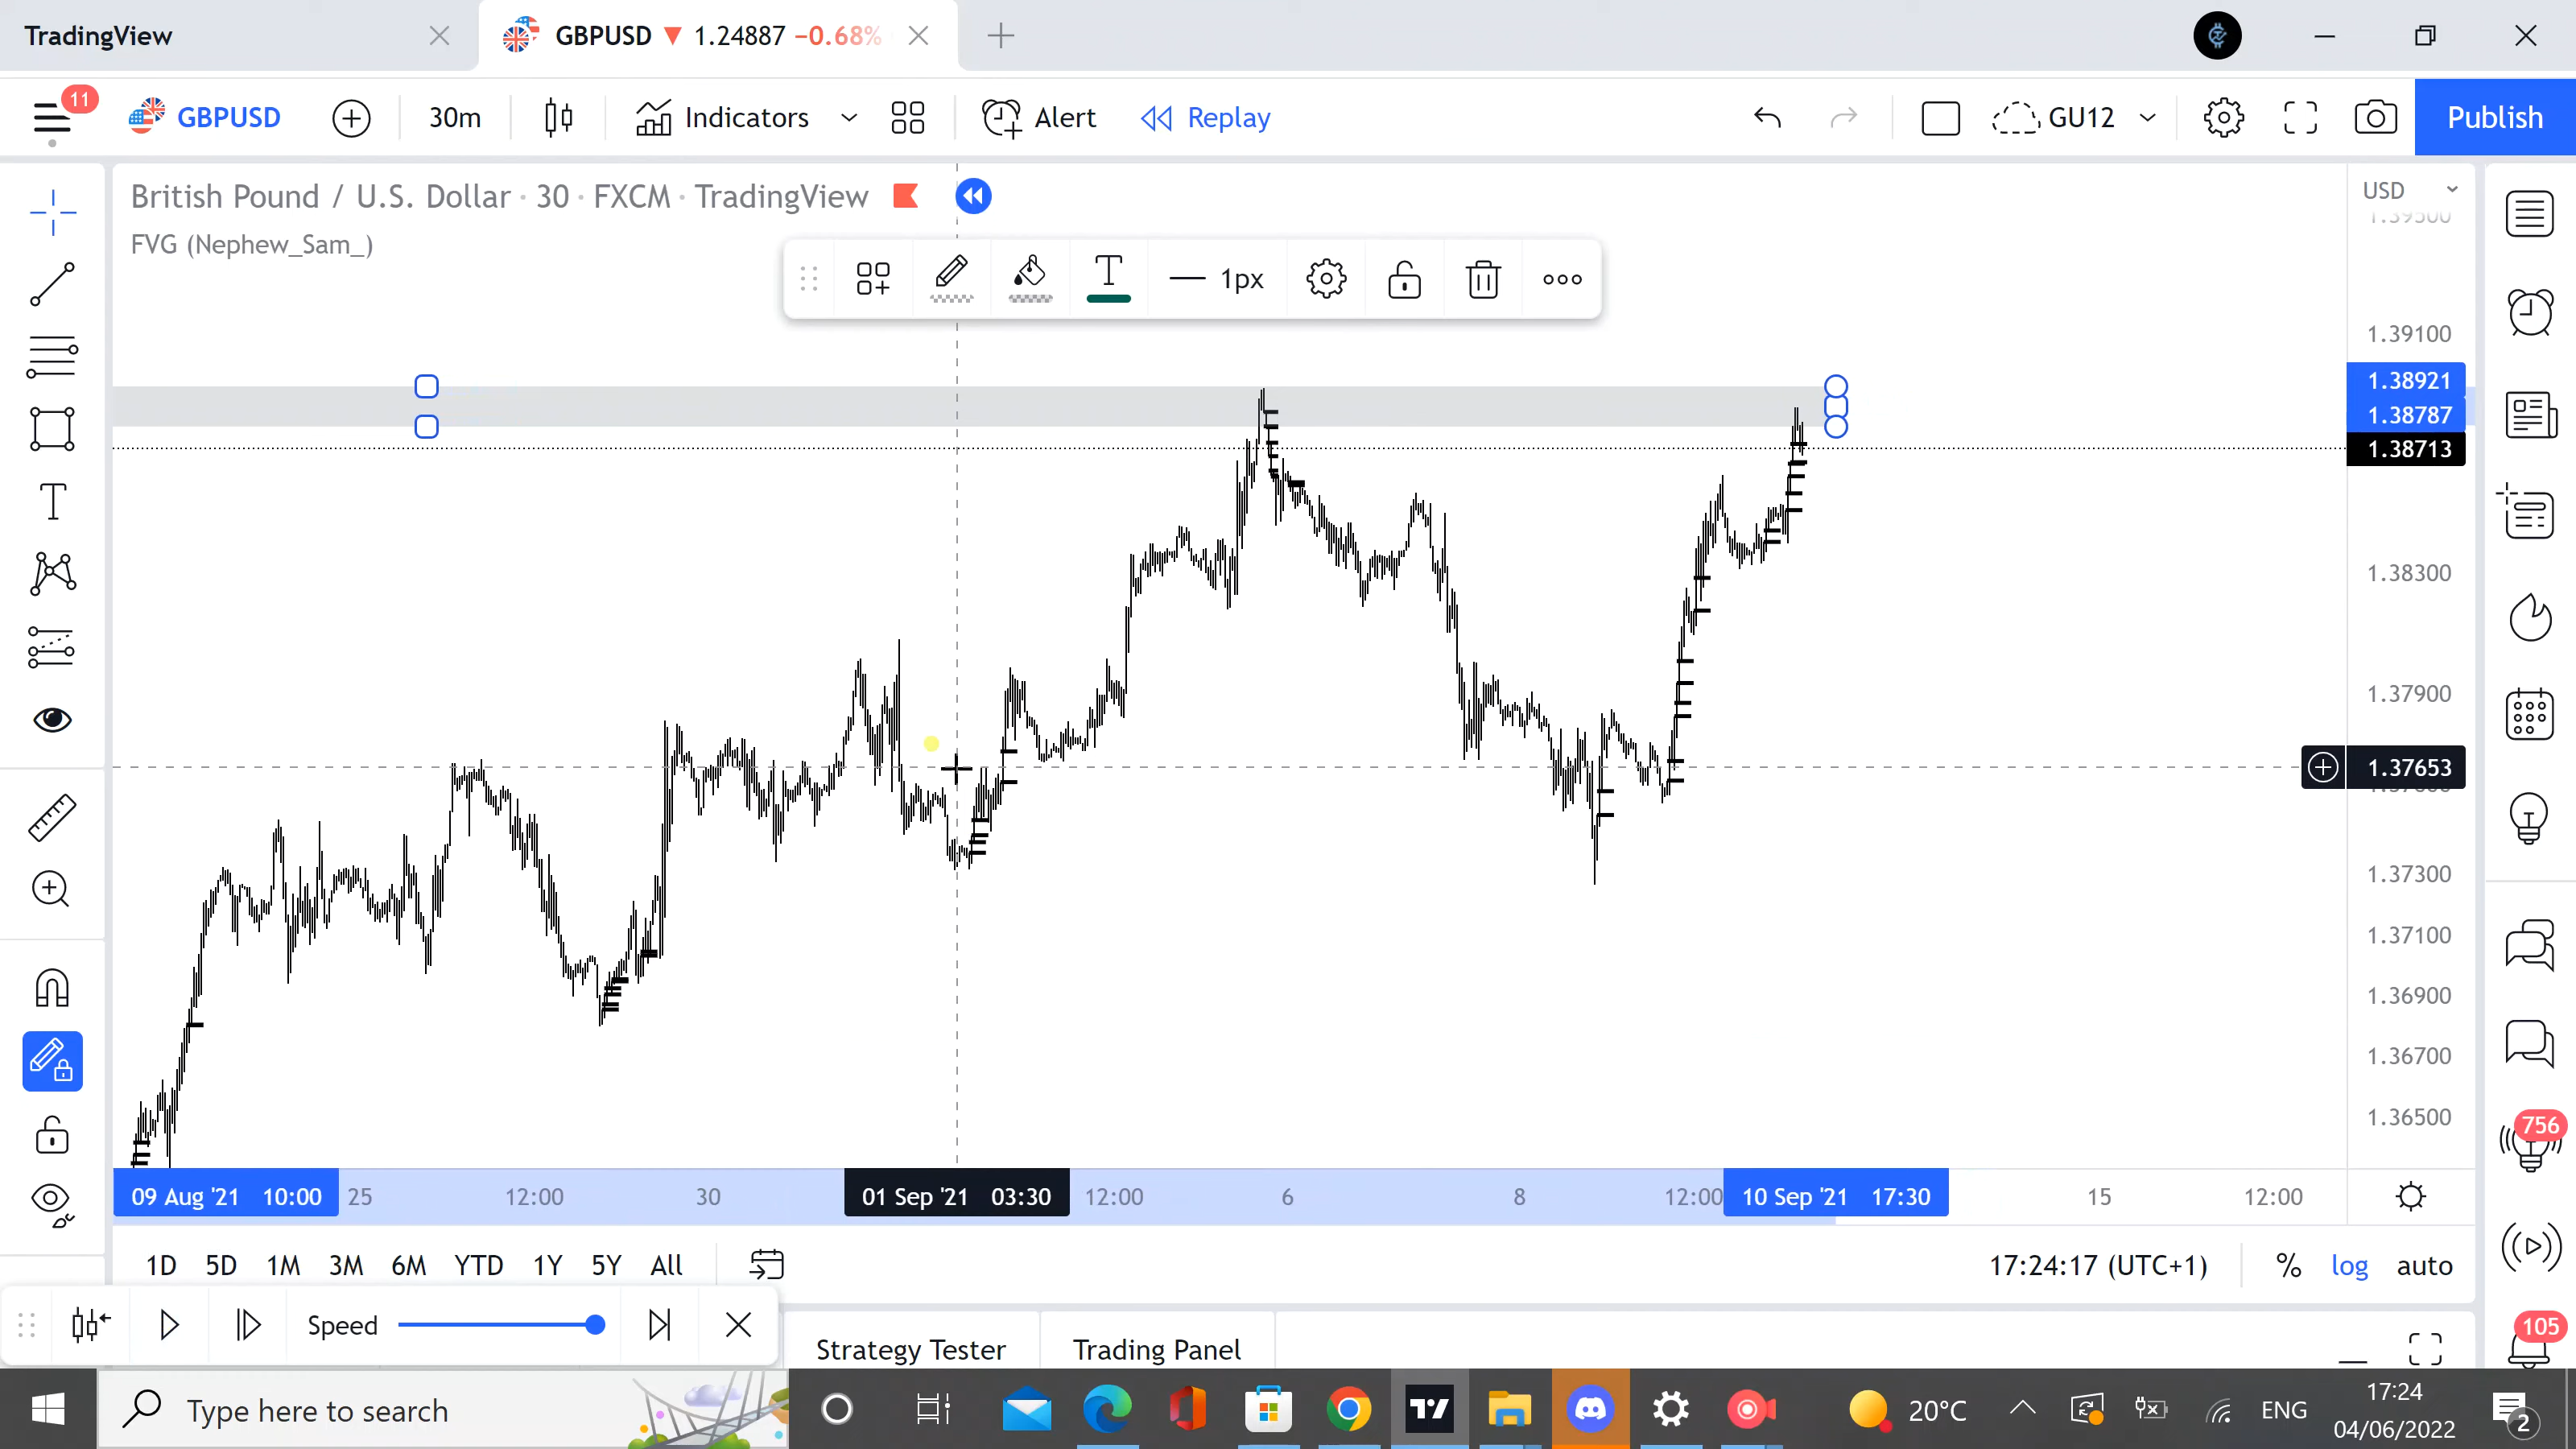 TradingView
GBPUSD ▼ 1.24887 −0.68%
11
GBPUSD 30m Indicators Alert Replay GU12 Publish
British Pound / U.S. Dollar · 30 · FXCM · TradingView
FVG (Nephew_Sam_)
T 1px
USD
1.39500
1.39100
1.38921
1.38787
1.38713
1.38300
1.37900
1.37653
1.37300
1.37100
1.36900
1.36700
1.36500
756
105
09 Aug '21 10:00 25 12:00 30 01 Sep '21 03:30 12:00 6 8 12:00 10 Sep '21 17:30 15 12:00
1D 5D 1M 3M 6M YTD 1Y 5Y All 17:24:17 (UTC+1) % log auto
Speed
Strategy Tester Trading Panel
Type here to search
20°C ENG
17:24
04/06/2022
2